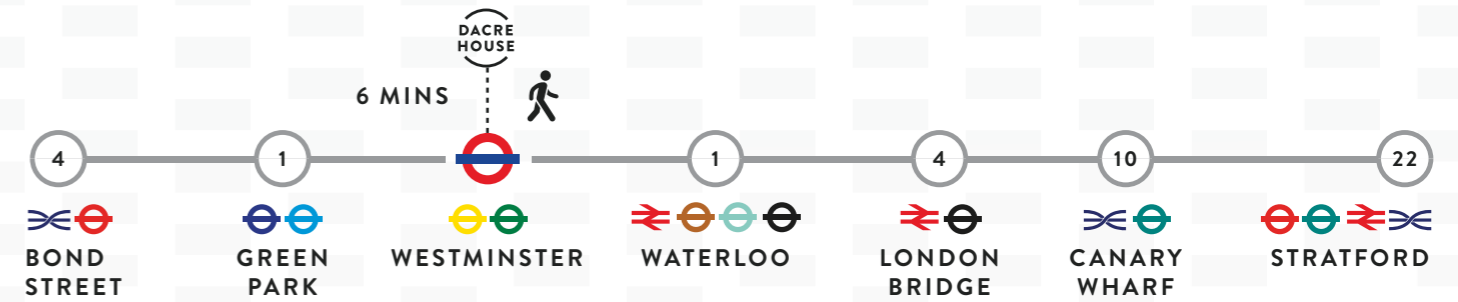 DACRE
HOUSE
6 MINS
4
1
1
4
10
22
BOND
STREET
GREEN
PARK
WESTMINSTER
WATERLOO
LONDON
BRIDGE
CANARY
WHARF
STRATFORD